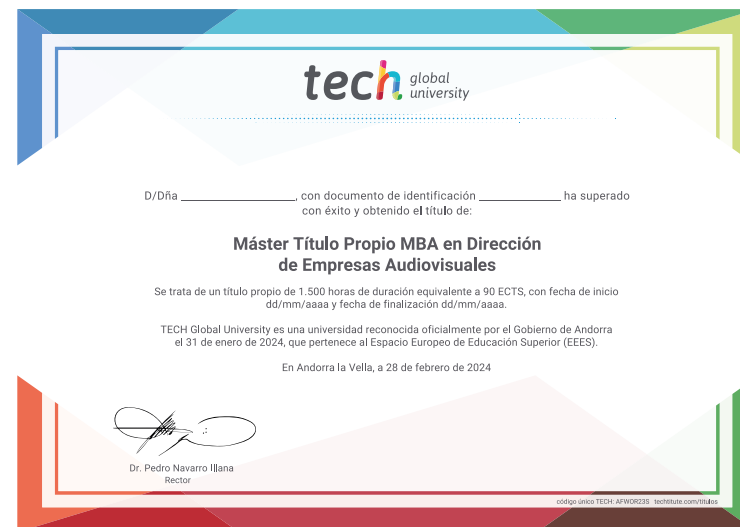 tech global university
D/Dña ____________, con documento de identificación ____________ ha superado
con éxito y obtenido el título de:
Máster Título Propio MBA en Dirección
de Empresas Audiovisuales
Se trata de un título propio de 1.500 horas de duración equivalente a 90 ECTS, con fecha de inicio
dd/mm/aaaa y fecha de finalización dd/mm/aaaa.
TECH Global University es una universidad reconocida oficialmente por el Gobierno de Andorra
el 31 de enero de 2024, que pertenece al Espacio Europeo de Educación Superior (EEES).
En Andorra la Vella, a 28 de febrero de 2024
Dr. Pedro Navarro Illana
Rector
código único TECH: AFWOR23S techtitute.com/titulos